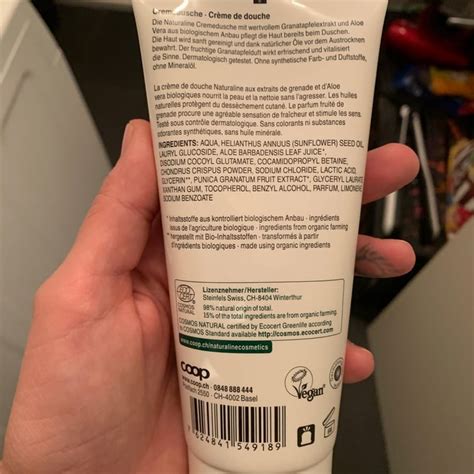 Cremedusche · Crème de douche
Die Naturaline Cremedusche mit wertvollem Granatapfelextrakt und Aloe
Vera aus biologischem Anbau pflegt die Haut bereits beim Duschen.
Die Haut wird sanft gereinigt und dank natürlicher Öle vor dem Austrocknen
bewahrt. Der fruchtige Granatapfelduft wirkt erfrischend und vitalisiert
die Sinne. Dermatologisch getestet. Ohne synthetische Farb- und Duftstoffe,
ohne Mineralöl.
La crème de douche Naturaline aux extraits de grenade et d'Aloe
vera biologiques nourrit la peau et la nettoie sans l'agresser. Les huiles
naturelles protègent du dessèchement cutané. Le parfum fruité de
grenade procure une agréable sensation de fraîcheur et stimule les sens.
Testé sous contrôle dermatologique. Sans colorants ni substances
odorantes synthétiques, sans huile minérale.
INGREDIENTS: AQUA, HELIANTHUS ANNUUS (SUNFLOWER) SEED OIL,
LAURYL GLUCOSIDE, ALOE BARBADENSIS LEAF JUICE*,
DISODIUM COCOYL GLUTAMATE, COCAMIDOPROPYL BETAINE,
CHONDRUS CRISPUS POWDER, SODIUM CHLORIDE, LACTIC ACID,
GLYCERIN**, PUNICA GRANATUM FRUIT EXTRACT*, GLYCERYL LAURATE,
XANTHAN GUM, TOCOPHEROL, BENZYL ALCOHOL, PARFUM, LIMONENE,
SODIUM BENZOATE
* Inhaltsstoffe aus kontrolliert biologischem Anbau · ingrédients
issus de l'agriculture biologique · ingredients from organic farming
** hergestellt mit Bio-Inhaltsstoffen · transformés à partir
d'ingrédients biologiques · made using organic ingredients
ECO CERT
COSMOS
NATURAL
Lizenznehmer/Hersteller:
Steinfels Swiss, CH-8404 Winterthur
98% natural origin of total.
15% of the total ingredients are from organic farming.
COSMOS NATURAL certified by Ecocert Greenlife according
to COSMOS Standard available http://cosmos.ecocert.com
www.coop.ch/naturalinecosmetics
coop
www.coop.ch · 0848 888 444
Postfach 2550 · CH-4002 Basel
Vegan
7 624841 549189